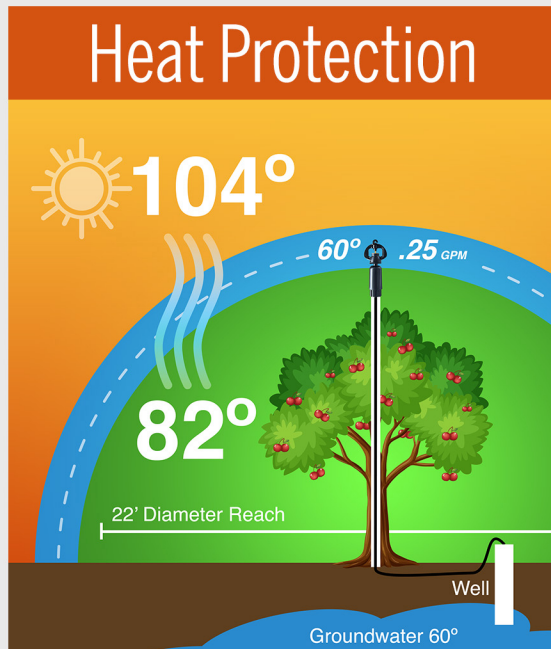 Heat Protection
104º
60º .25 GPM
82º
22' Diameter Reach
Well
Groundwater 60º